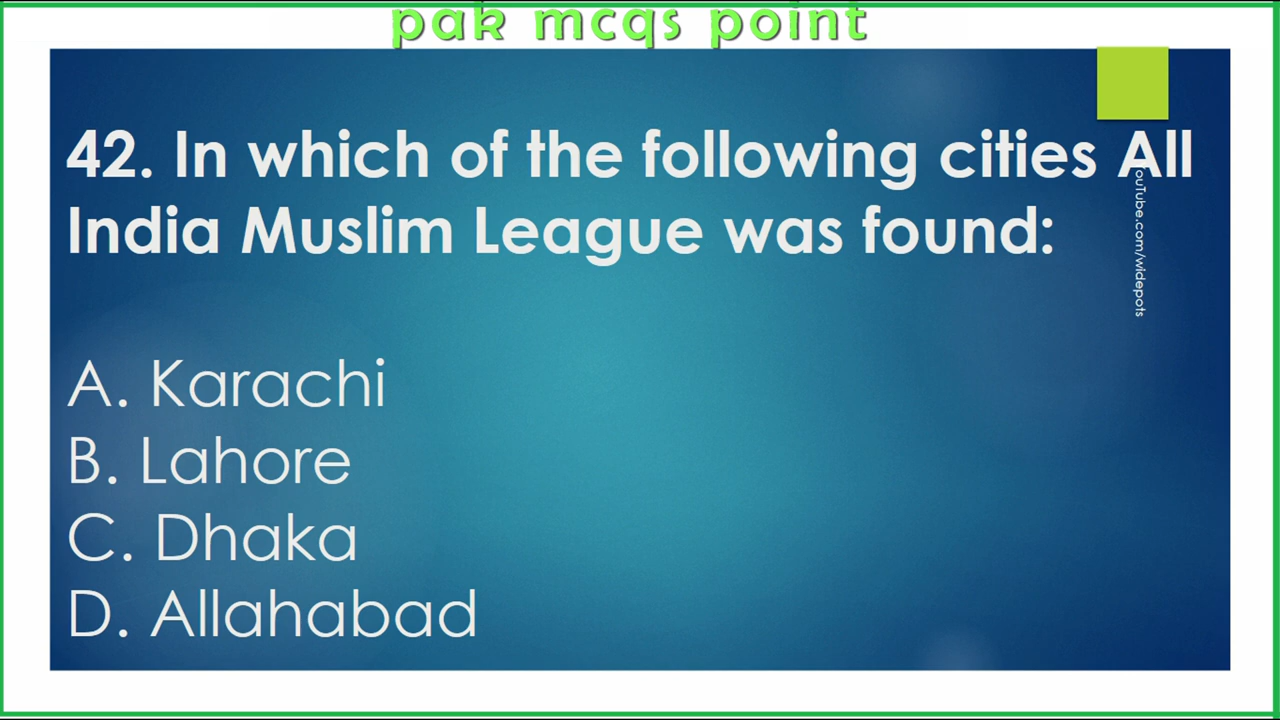 pak mcqs point
42. In which of the following cities All
India Muslim League was found:
YouTube.com/widepots
A. Karachi
B. Lahore
C. Dhaka
D. Allahabad